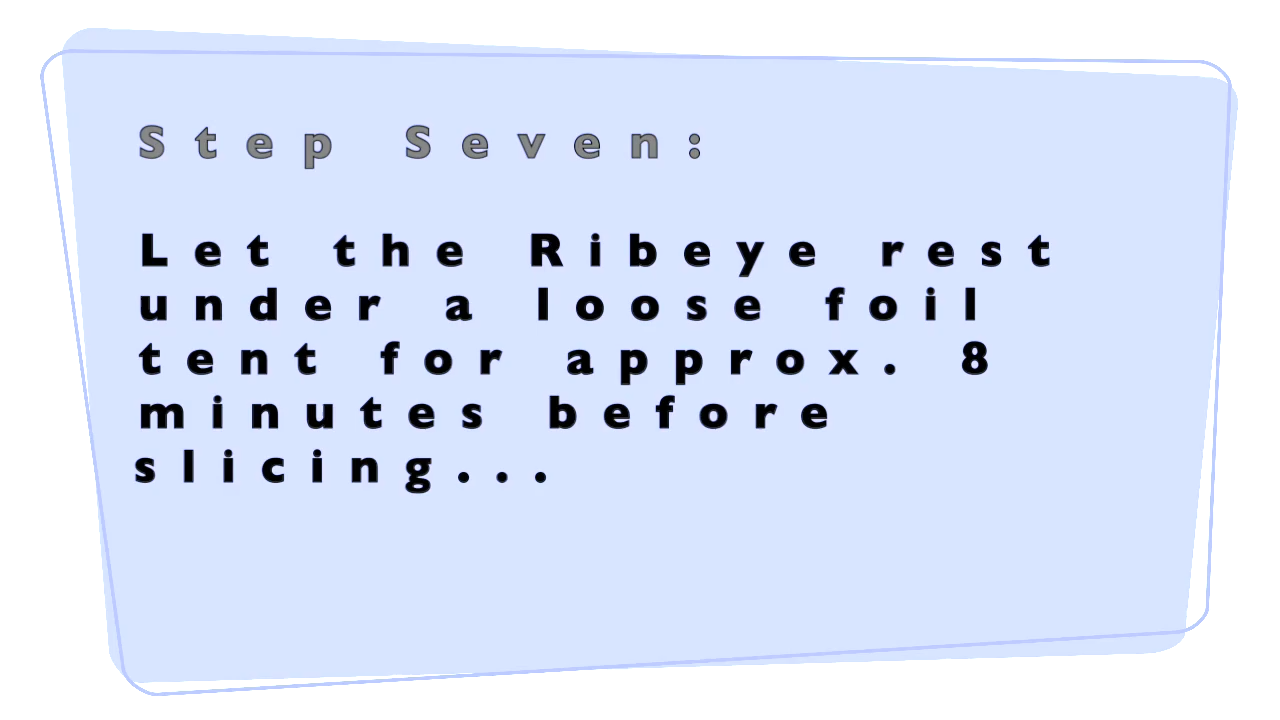 Step Seven:
Let the Ribeye rest
under a loose foil
tent for approx. 8
minutes before
slicing...